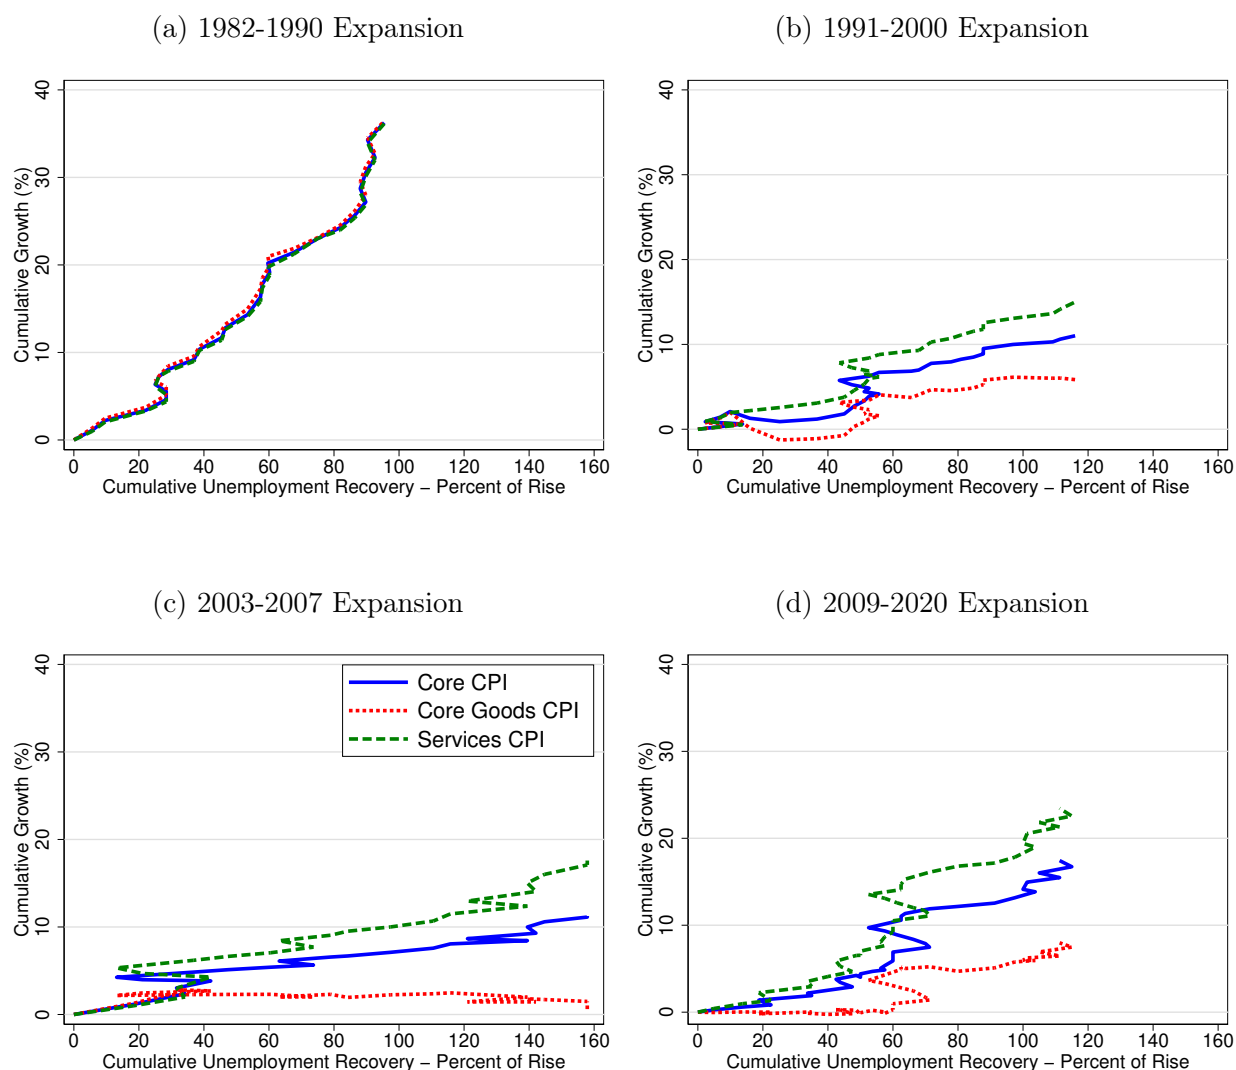 (a) 1982-1990 Expansion
Cumulative Growth (%)
40
30
20
10
0
0 20 40 60 80 100 120 140 160
Cumulative Unemployment Recovery – Percent of Rise
(b) 1991-2000 Expansion
Cumulative Growth (%)
40
30
20
10
0
0 20 40 60 80 100 120 140 160
Cumulative Unemployment Recovery – Percent of Rise
(c) 2003-2007 Expansion
Cumulative Growth (%)
40
30
20
10
0
Core CPI
Core Goods CPI
Services CPI
0 20 40 60 80 100 120 140 160
Cumulative Unemployment Recovery – Percent of Rise
(d) 2009-2020 Expansion
Cumulative Growth (%)
40
30
20
10
0
0 20 40 60 80 100 120 140 160
Cumulative Unemployment Recovery – Percent of Rise